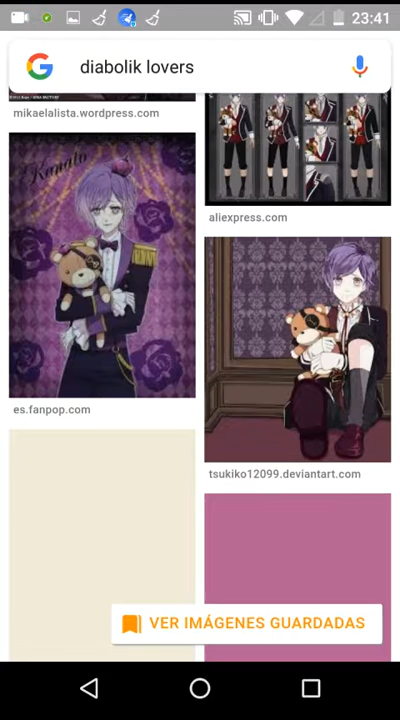 23:41
diabolik lovers
mikaelalista.wordpress.com
Kanato
aliexpress.com
es.fanpop.com
tsukiko12099.deviantart.com
VER IMÁGENES GUARDADAS